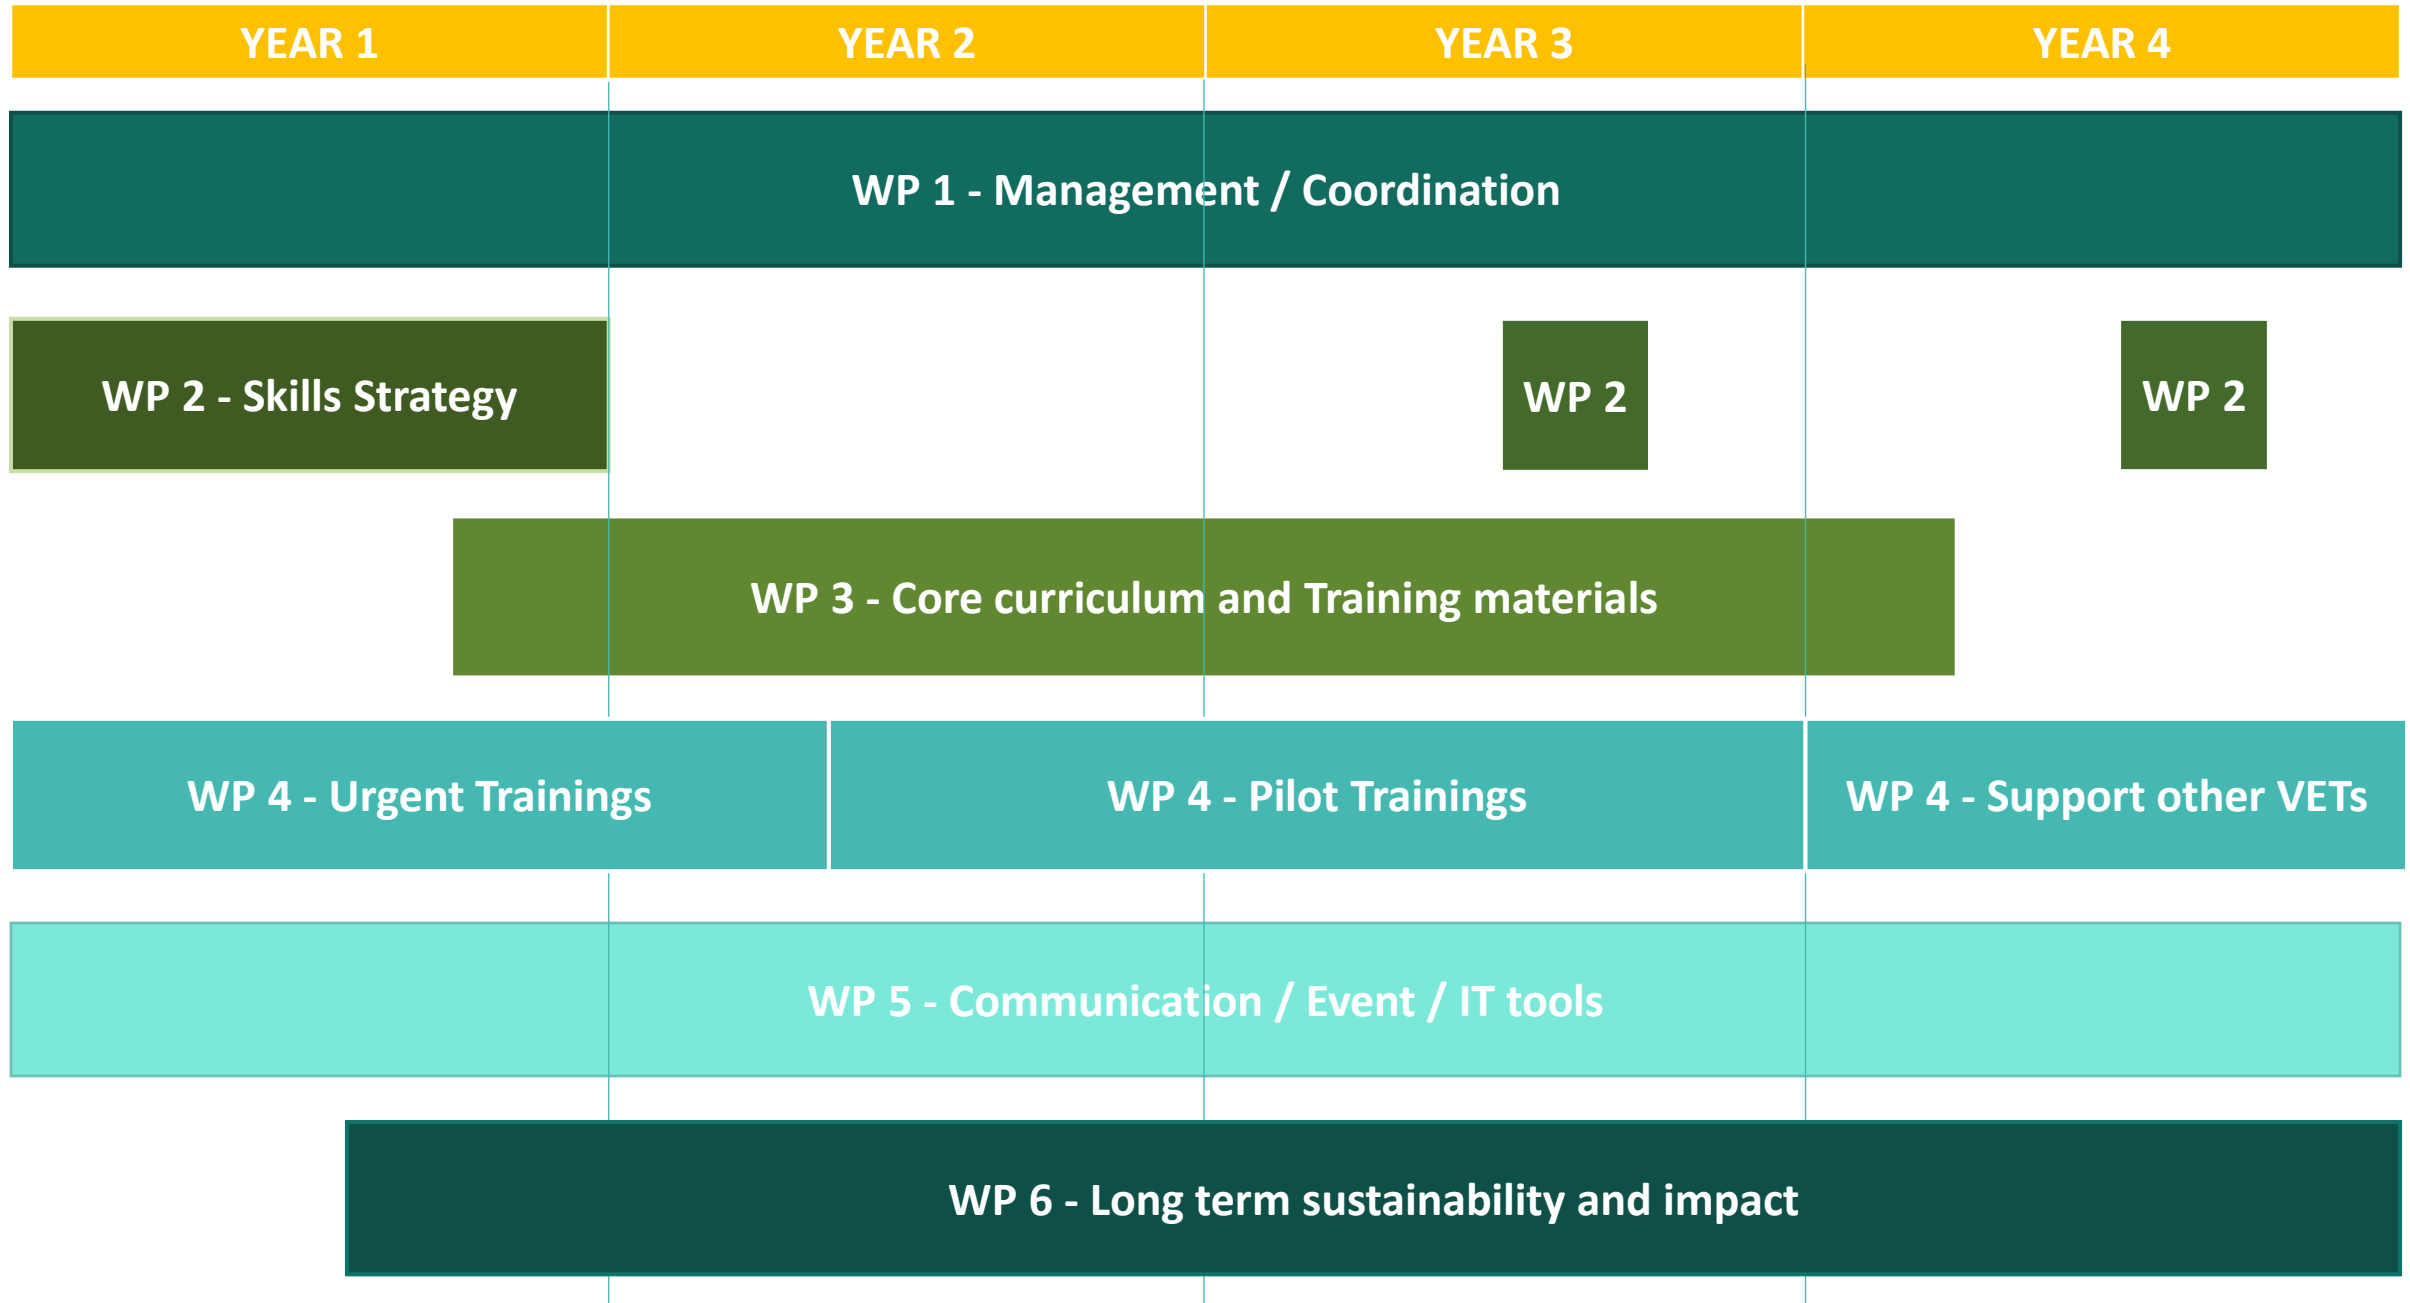 YEAR 1
YEAR 2
YEAR 3
YEAR 4
WP 1 - Management / Coordination
WP 2 - Skills Strategy
WP 2
WP 2
WP 3 - Core curriculum and Training materials
WP 4 - Urgent Trainings
WP 4 - Pilot Trainings
WP 4 - Support other VETs
WP 5 - Communication / Event / IT tools
WP 6 - Long term sustainability and impact